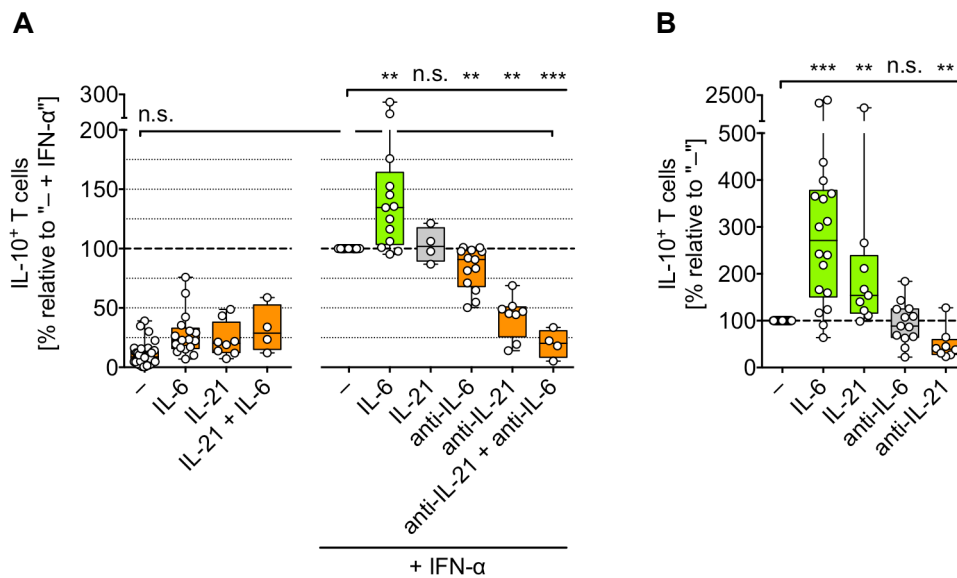 A
IL-10+ T cells
[% relative to "– + IFN-α"]
300
200
150
100
50
0
n.s.
** n.s. ** ** ***
–
IL-6
IL-21
IL-21 + IL-6
–
IL-6
IL-21
anti-IL-6
anti-IL-21
anti-IL-21 + anti-IL-6
+ IFN-α
B
IL-10+ T cells
[% relative to "–"]
2500
500
400
300
200
100
0
*** ** n.s. **
–
IL-6
IL-21
anti-IL-6
anti-IL-21